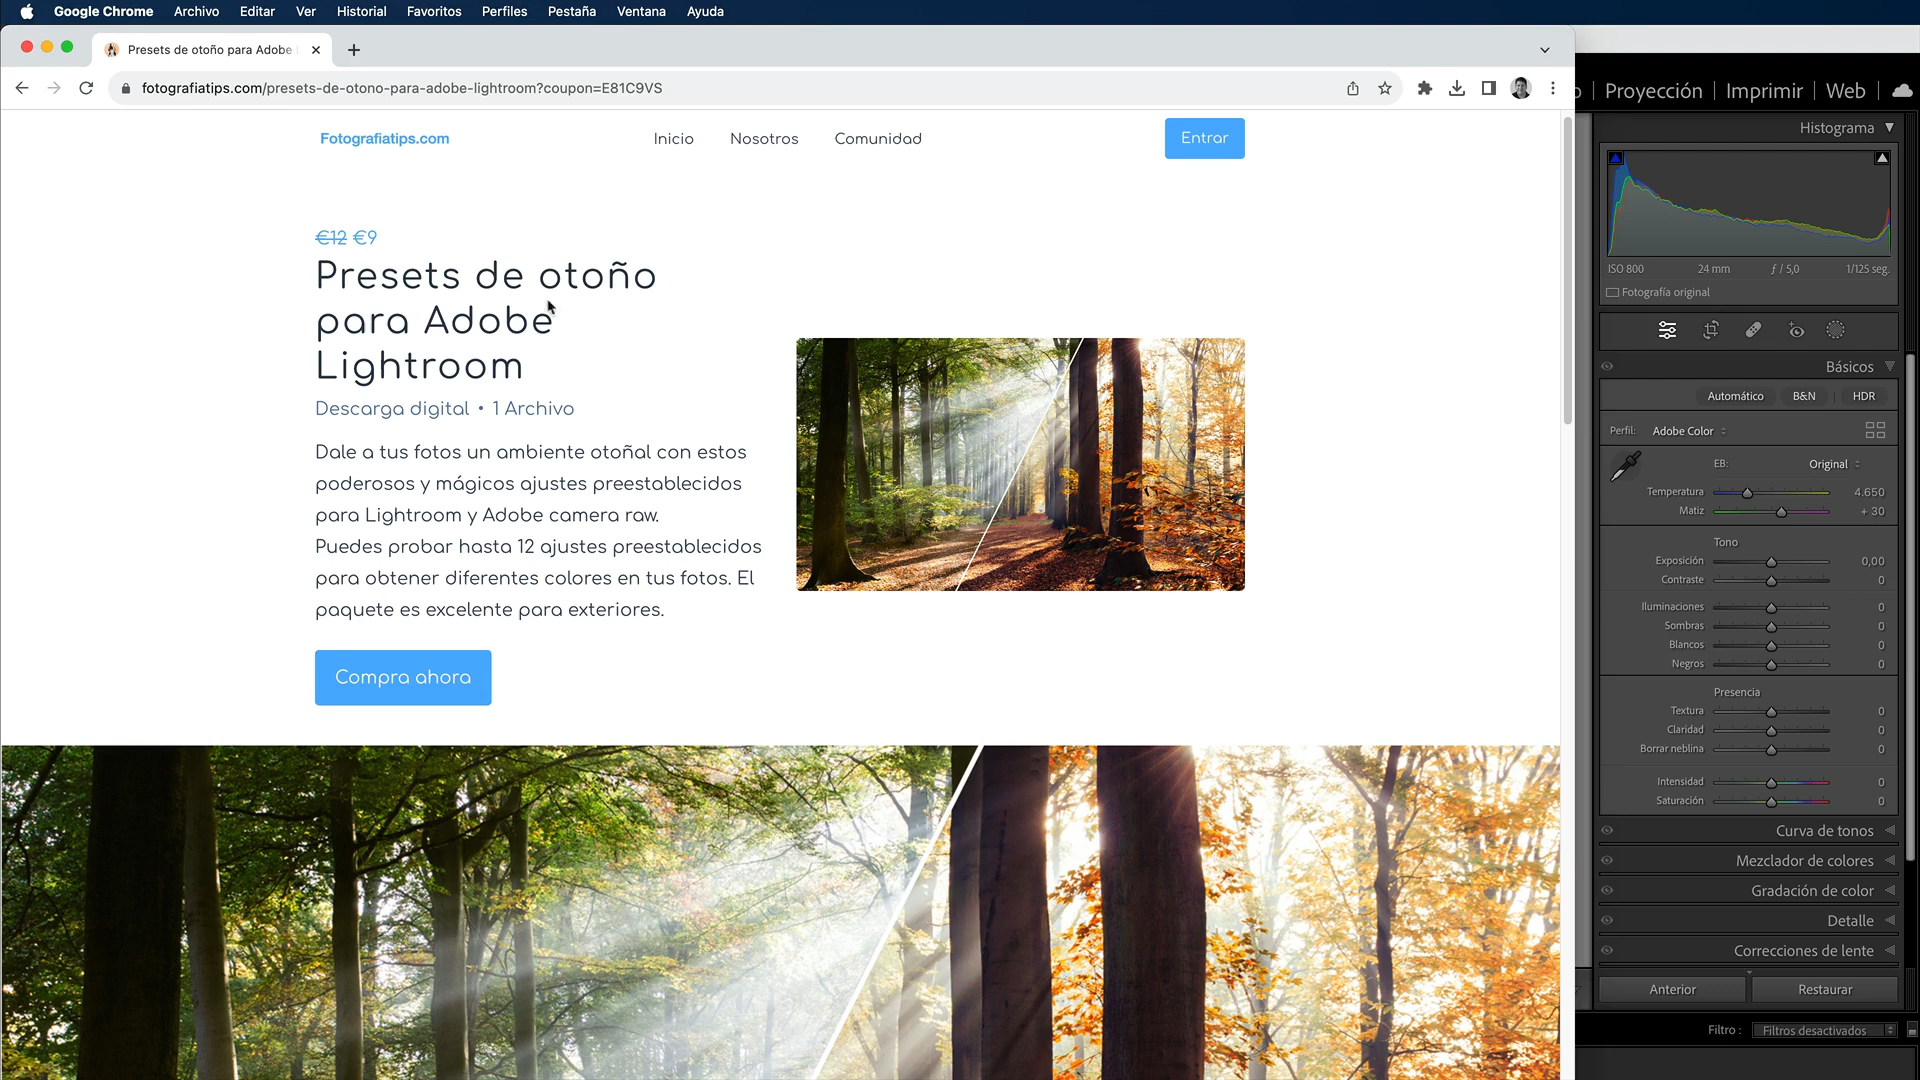 Google Chrome Archivo Editar Ver Historial Favoritos Perfiles Pestaña Ventana Ayuda
Presets de otoño para Adobe
fotografiatips.com/presets-de-otono-para-adobe-lightroom?coupon=E81C9VS
Fotografiatips.com Inicio Nosotros Comunidad Entrar
€12 €9
Presets de otoño
para Adobe
Lightroom
Descarga digital • 1 Archivo
Dale a tus fotos un ambiente otoñal con estos
poderosos y mágicos ajustes preestablecidos
para Lightroom y Adobe camera raw.
Puedes probar hasta 12 ajustes preestablecidos
para obtener diferentes colores en tus fotos. El
paquete es excelente para exteriores.
Compra ahora
Proyección | Imprimir | Web
Histograma
ISO 800 24 mm ƒ / 5,0 1/125 seg.
Fotografía original
Básicos
Automático B&N HDR
Perfil: Adobe Color
EB: Original
Temperatura 4.650
Matiz + 30
Tono
Exposición 0,00
Contraste 0
Iluminaciones 0
Sombras 0
Blancos 0
Negros 0
Presencia
Textura 0
Claridad 0
Borrar neblina 0
Intensidad 0
Saturación 0
Curva de tonos
Mezclador de colores
Gradación de color
Detalle
Correcciones de lente
Anterior Restaurar
Filtro : Filtros desactivados